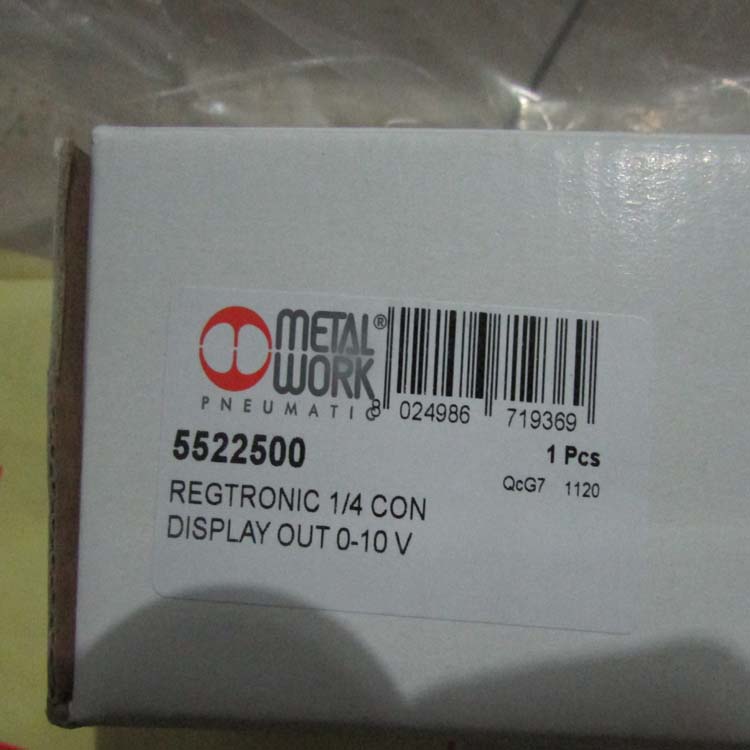 METAL®
WORK
PNEUMATIC
8 024986 719369
5522500
1 Pcs
QcG7 1120
REGTRONIC 1/4 CON
DISPLAY OUT 0-10 V